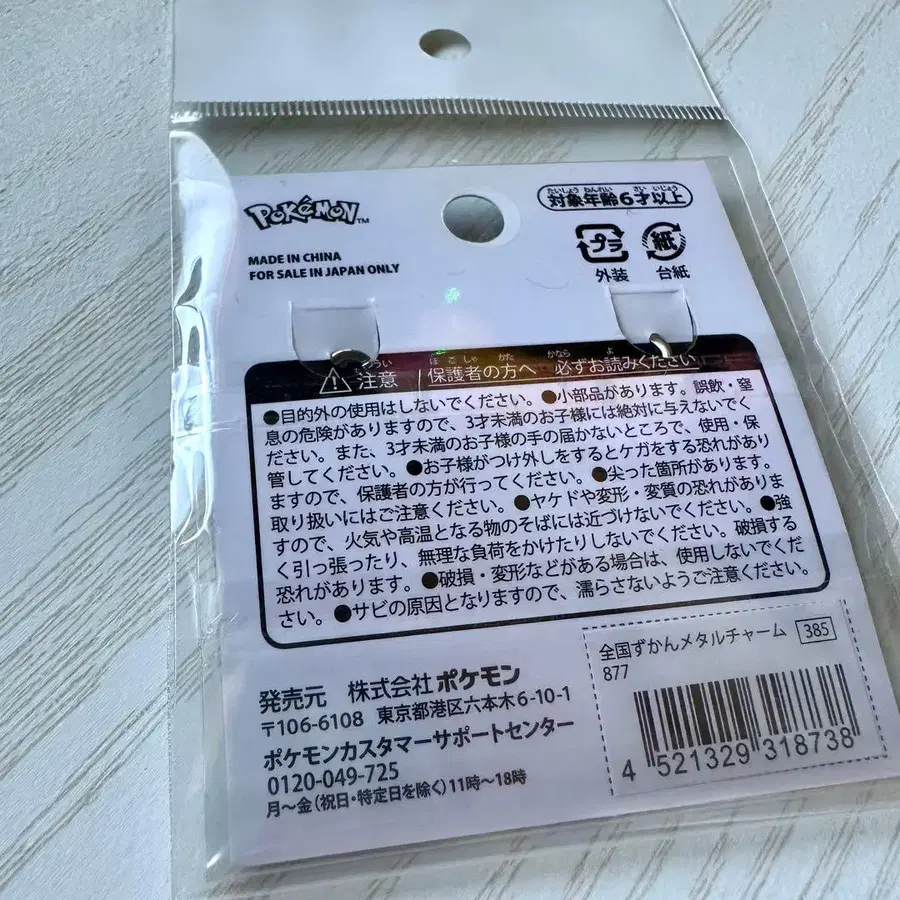 Pokémon™
たいしょう ねんれい さい いじょう
対象年齢6才以上
MADE IN CHINA
FOR SALE IN JAPAN ONLY
プラ 紙
外装 台紙
ほ ご しゃ かた かなら よ
注意 保護者の方へ 必ずお読みください
●目的外の使用はしないでください。●小部品があります。誤飲・窒
息の危険がありますので、3才未満のお子様には絶対に与えないでく
ださい。また、3才未満のお子様の手の届かないところで、使用・保
管してください。●お子様がつけ外しをするとケガをする恐れがあり
ますので、保護者の方が行ってください。●尖った箇所があります。
取り扱いにはご注意ください。●ヤケドや変形・変質の恐れがありま
すので、火気や高温となる物のそばには近づけないでください。●強
く引っ張ったり、無理な負荷をかけたりしないでください。破損する
恐れがあります。●破損・変形などがある場合は、使用しないでくだ
さい。●サビの原因となりますので、濡らさないようご注意ください。
発売元 株式会社ポケモン
〒106-6108 東京都港区六本木6-10-1
ポケモンカスタマーサポートセンター
0120-049-725
月～金(祝日・特定日を除く)11時～18時
全国ずかんメタルチャーム 385
877
4 521329 318738